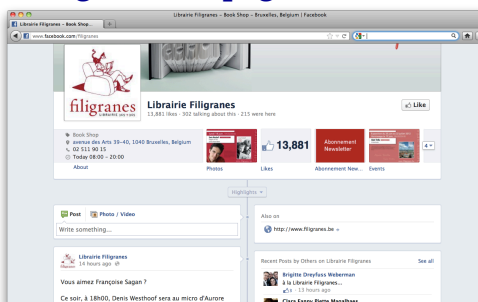 Librairie Filigranes – Book Shop – Bruxelles, Belgium | Facebook
Librairie Filigranes – Book Shop...
www.facebook.com/filigranes
filigranes
Librairie Filigranes
13,881 likes · 302 talking about this · 215 were here
Like
Book Shop
avenue des Arts 39-40, 1040 Bruxelles, Belgium
02 511 90 15
Today 08:00 – 20:00
About
13,881
Abonnement
Newsletter
4
Photos
Likes
Abonnement New...
Events
Highlights
Post
Photo / Video
Write something...
Also on
http://www.filigranes.be
Librairie Filigranes
14 hours ago
Vous aimez Françoise Sagan ?
Ce soir, à 18h00, Denis Westhoof sera au micro d'Aurore
Recent Posts by Others on Librairie Filigranes
See all
Brigitte Dreyfuss Weberman
à la Librairie Filigranes...
13 hours ago